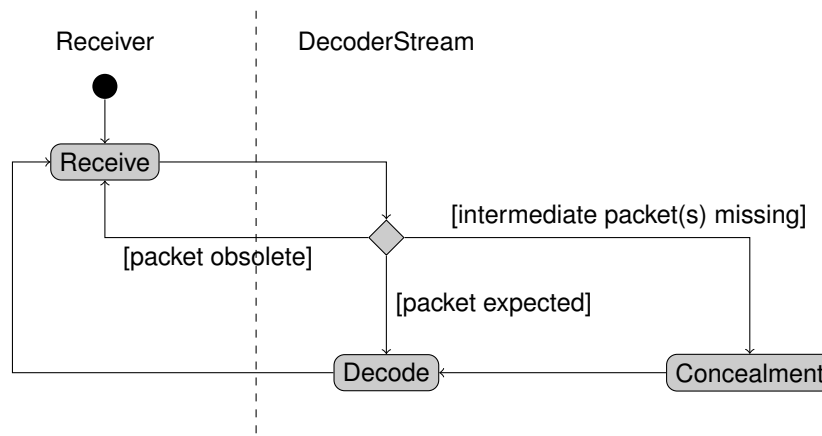 Receiver
DecoderStream
Receive
[intermediate packet(s) missing]
[packet obsolete]
[packet expected]
Decode
Concealment